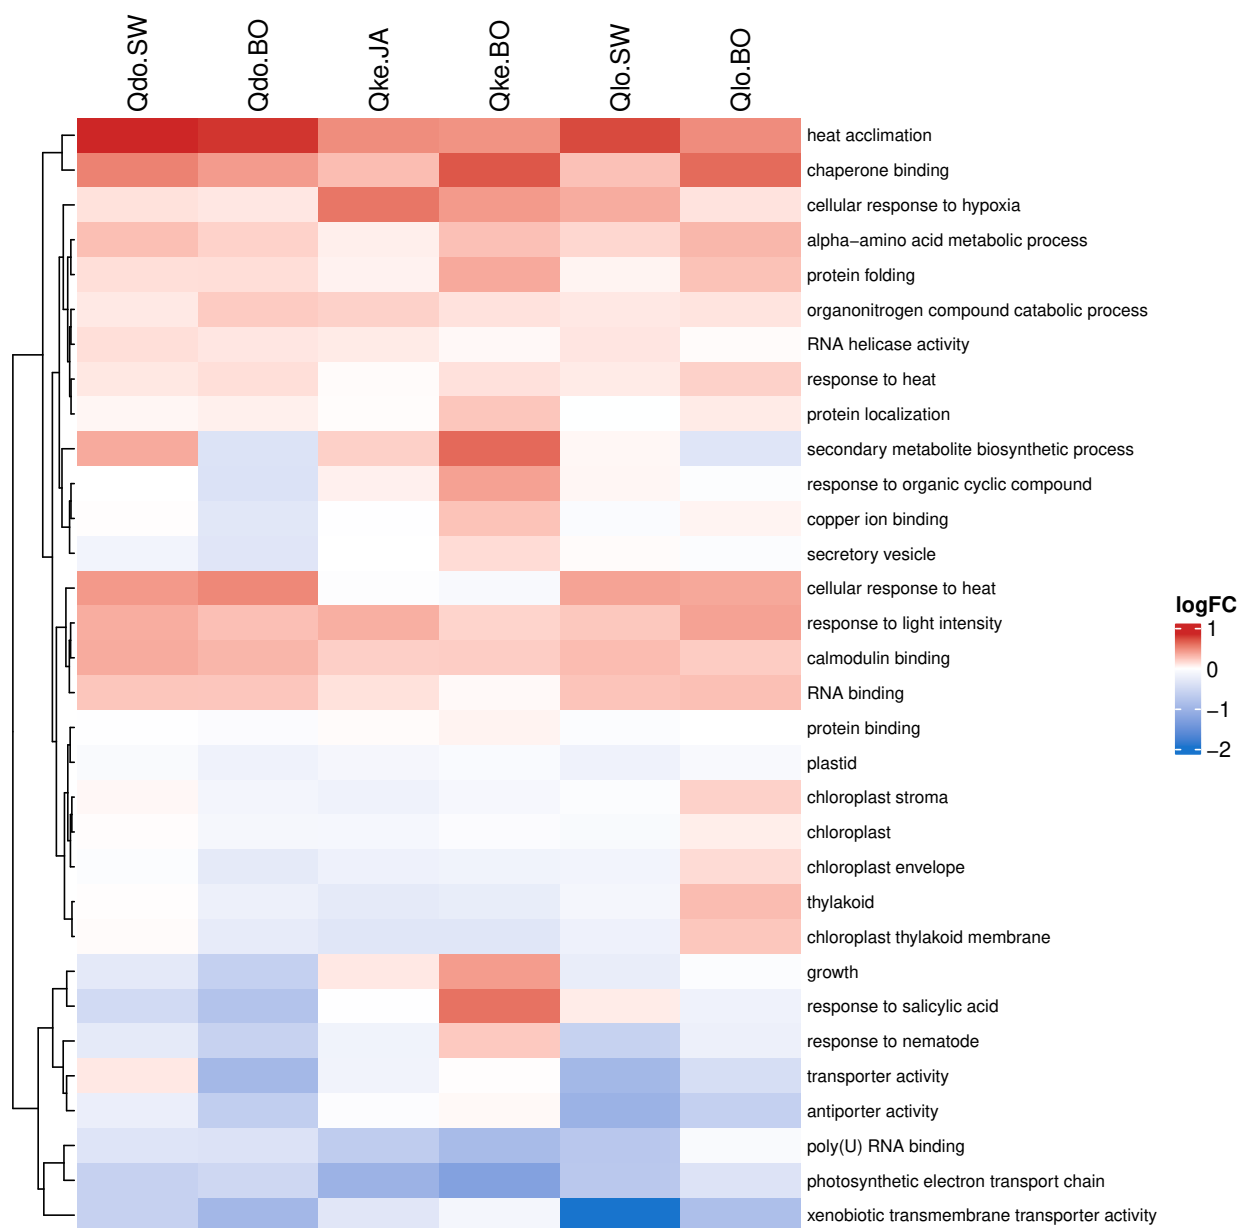 Qdo.SW
Qdo.BO
Qke.JA
Qke.BO
Qlo.SW
Qlo.BO
heat acclimation
chaperone binding
cellular response to hypoxia
alpha−amino acid metabolic process
protein folding
organonitrogen compound catabolic process
RNA helicase activity
response to heat
protein localization
secondary metabolite biosynthetic process
response to organic cyclic compound
copper ion binding
secretory vesicle
cellular response to heat
response to light intensity
calmodulin binding
RNA binding
protein binding
plastid
chloroplast stroma
chloroplast
chloroplast envelope
thylakoid
chloroplast thylakoid membrane
growth
response to salicylic acid
response to nematode
transporter activity
antiporter activity
poly(U) RNA binding
photosynthetic electron transport chain
xenobiotic transmembrane transporter activity
logFC
1
0
−1
−2